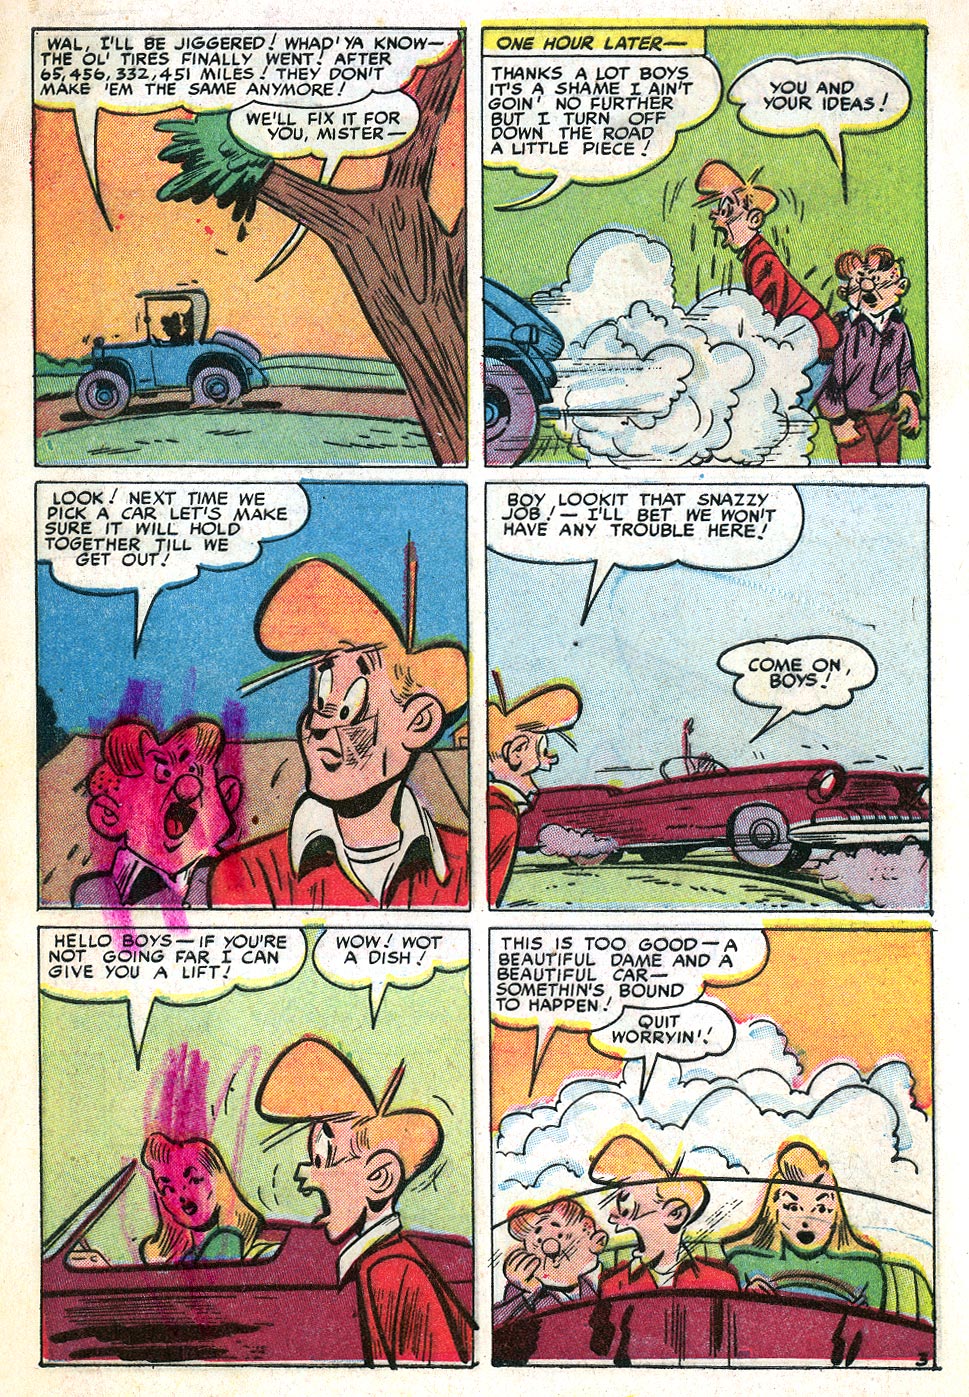 WAL, I'LL BE JIGGERED! WHAD'YA KNOW—
THE OL' TIRES FINALLY WENT! AFTER
65,456,332,451 MILES! THEY DON'T
MAKE 'EM THE SAME ANYMORE!
WE'LL FIX IT FOR
YOU, MISTER—
ONE HOUR LATER—
THANKS A LOT BOYS
IT'S A SHAME I AIN'T
GOIN' NO FURTHER
BUT I TURN OFF
DOWN THE ROAD
A LITTLE PIECE!
YOU AND
YOUR IDEAS!
LOOK! NEXT TIME WE
PICK A CAR LET'S MAKE
SURE IT WILL HOLD
TOGETHER TILL WE
GET OUT!
BOY LOOKIT THAT SNAZZY
JOB! — I'LL BET WE WON'T
HAVE ANY TROUBLE HERE!
COME ON,
BOYS!
HELLO BOYS — IF YOU'RE
NOT GOING FAR I CAN
GIVE YOU A LIFT!
WOW! WOT
A DISH!
THIS IS TOO GOOD — A
BEAUTIFUL DAME AND A
BEAUTIFUL CAR —
SOMETHIN'S BOUND
TO HAPPEN!
QUIT
WORRYIN'!
3